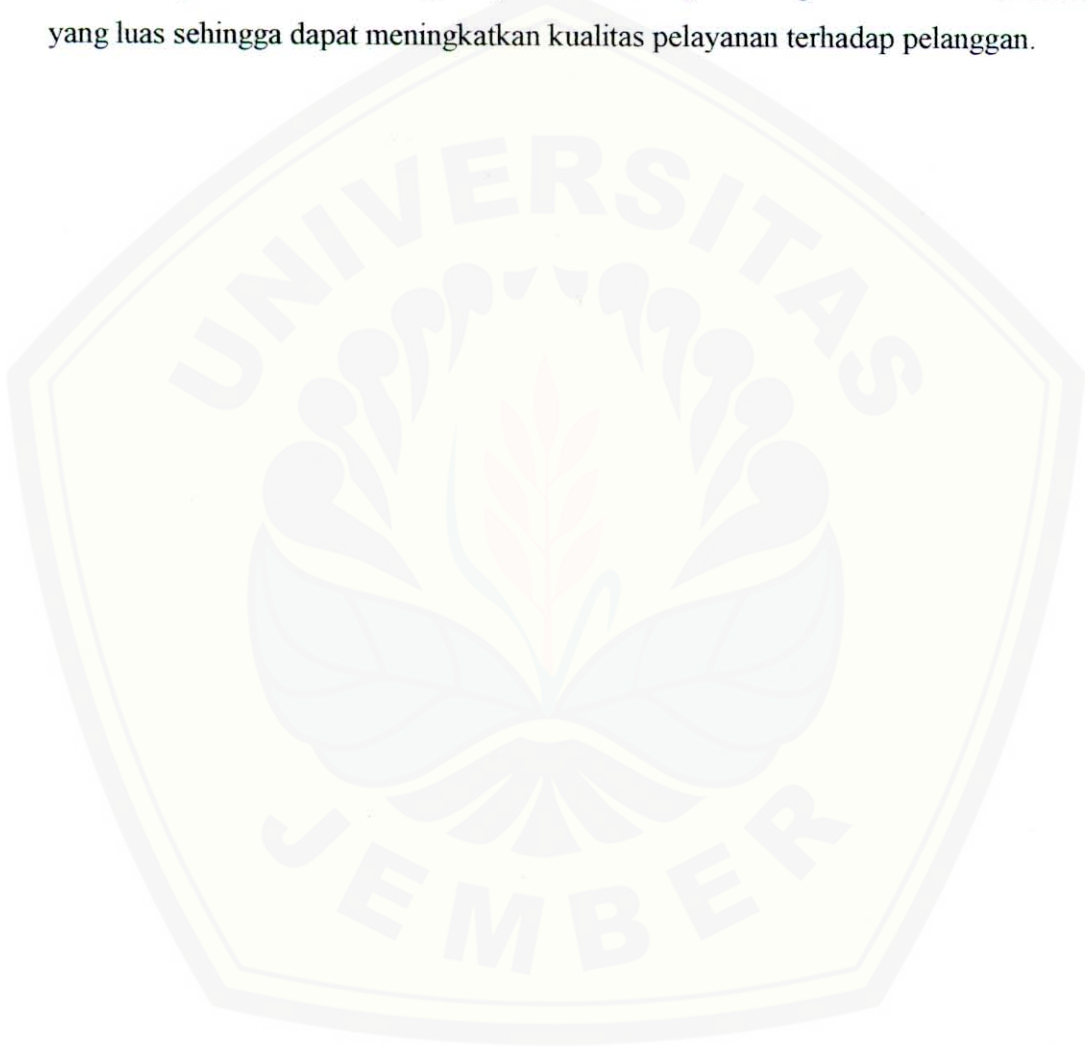 yang luas sehingga dapat meningkatkan kualitas pelayanan terhadap pelanggan.
UNIVERSITAS
JEMBER